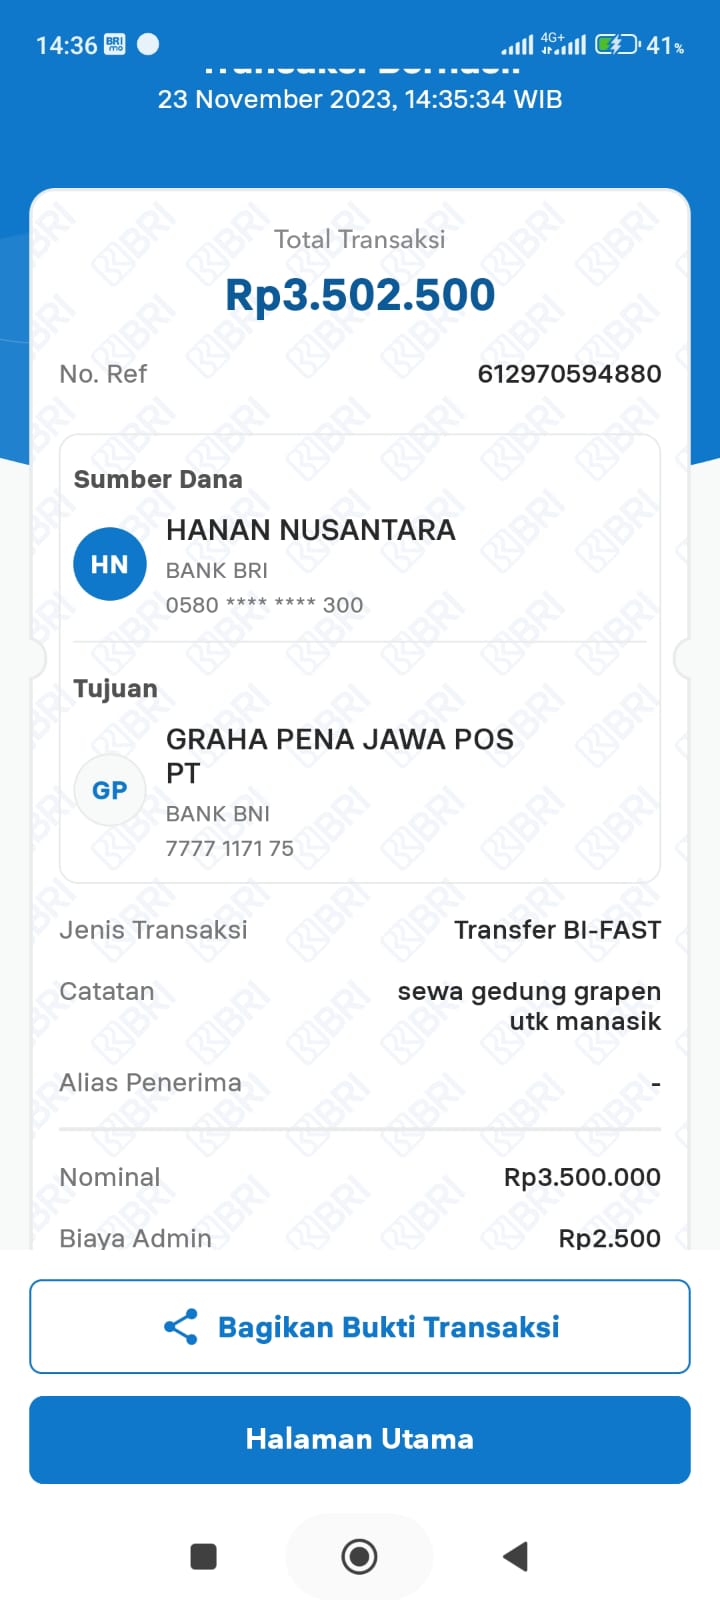 14:36 BRI mo 4G+ 41%
23 November 2023, 14:35:34 WIB
Total Transaksi
Rp3.502.500
No. Ref 612970594880
Sumber Dana
HN
HANAN NUSANTARA
BANK BRI
0580 **** **** 300
Tujuan
GP
GRAHA PENA JAWA POS
PT
BANK BNI
7777 1171 75
Jenis Transaksi Transfer BI-FAST
Catatan sewa gedung grapen
utk manasik
Alias Penerima -
Nominal Rp3.500.000
Biaya Admin Rp2.500
Bagikan Bukti Transaksi
Halaman Utama